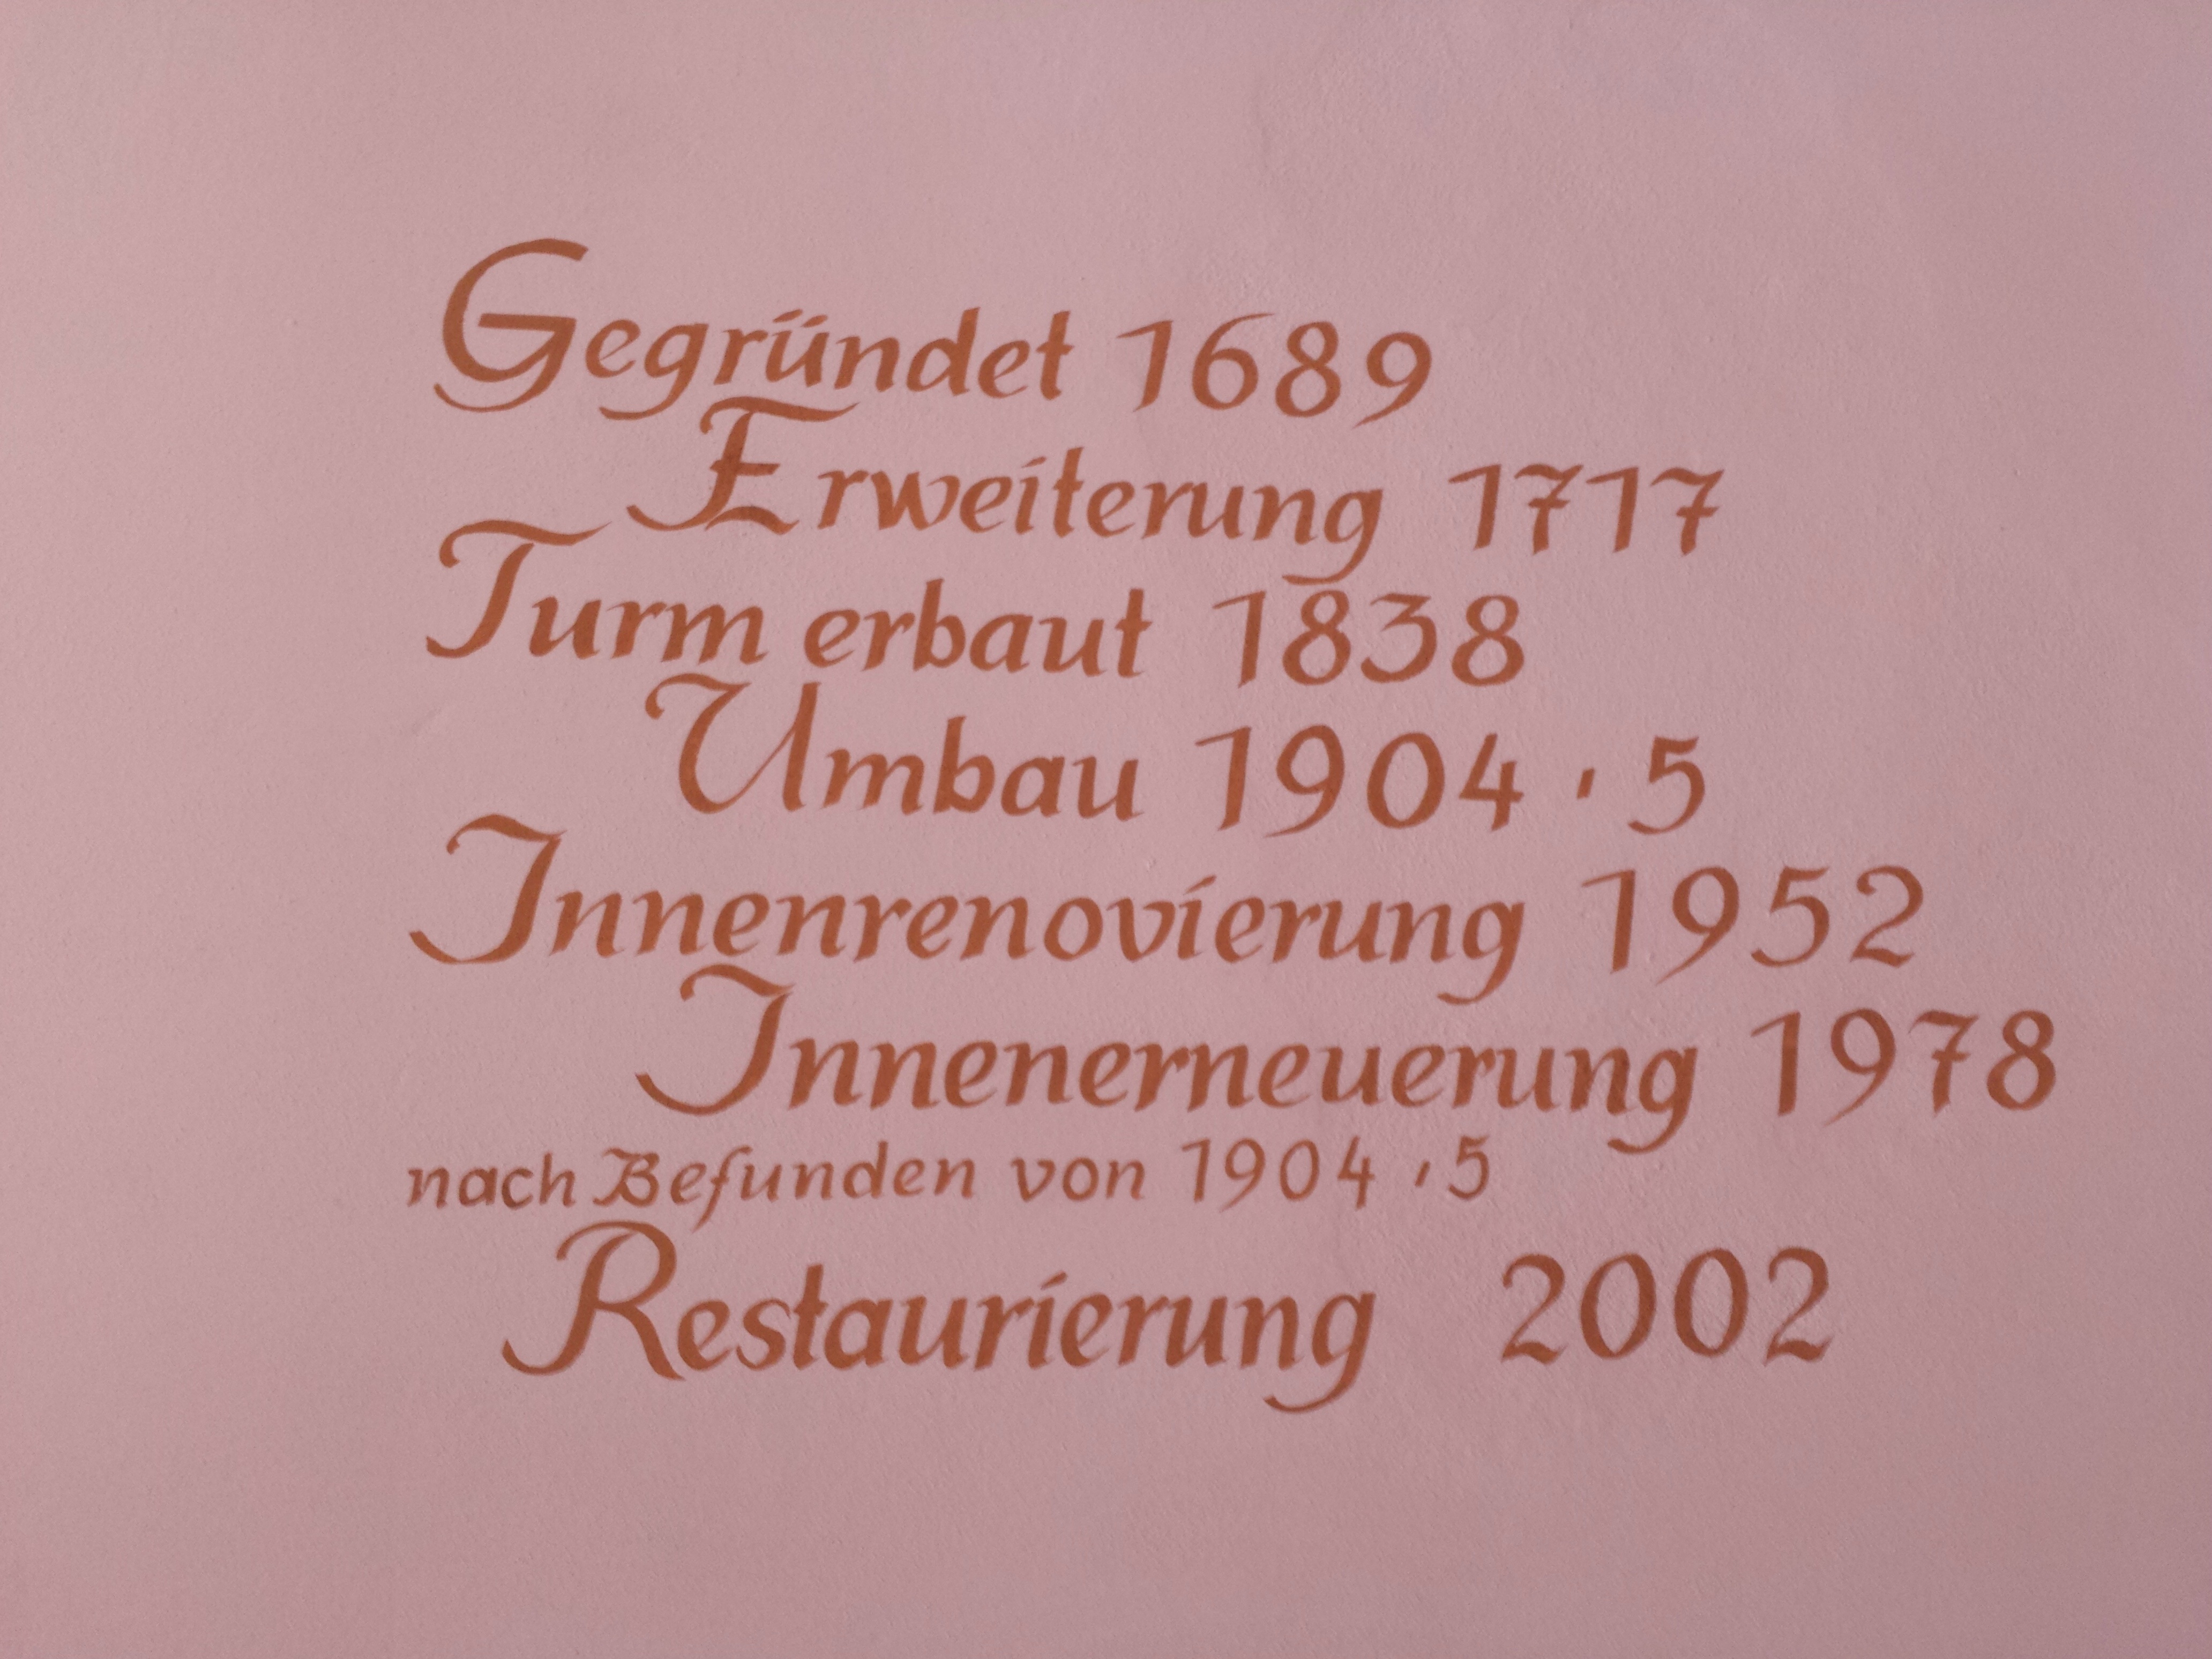 Gegründet 1689
Erweiterung 1717
Turm erbaut 1838
Umbau 1904 ' 5
Innenrenovierung 1952
Innenerneuerung 1978
nach Befunden von 1904 ' 5
Restaurierung 2002